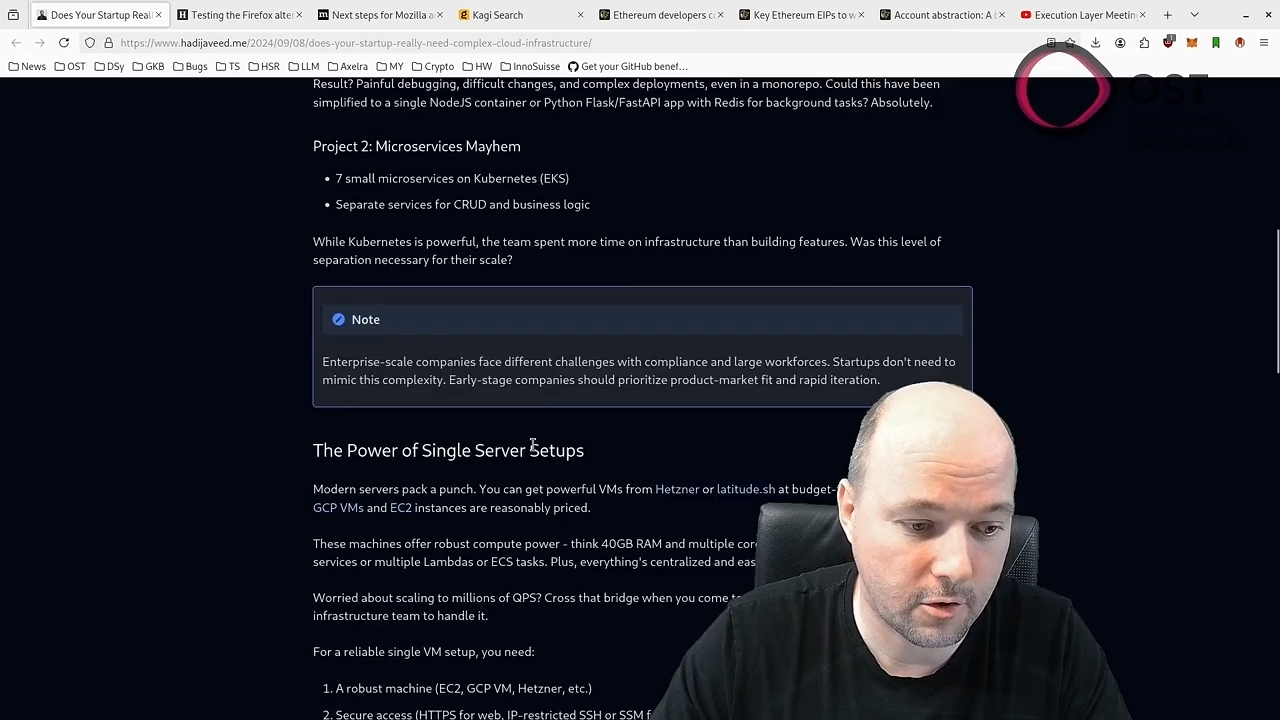 Does Your Startup Reall
Testing the Firefox alte
Next steps for Mozilla a
Kagi Search
Ethereum developers c
Key Ethereum EIPs to w
Account abstraction: A b
Execution Layer Meetin
https://www.hadijaveed.me/2024/09/08/does-your-startup-really-need-complex-cloud-infrastructure/
News OST DSy GKB Bugs TS HSR LLM Axetra MY Crypto HW InnoSuisse Get your GitHub benef…
Result? Painful debugging, difficult changes, and complex deployments, even in a monorepo. Could this have been
simplified to a single NodeJS container or Python Flask/FastAPI app with Redis for background tasks? Absolutely.
OST
Project 2: Microservices Mayhem
• 7 small microservices on Kubernetes (EKS)
• Separate services for CRUD and business logic
While Kubernetes is powerful, the team spent more time on infrastructure than building features. Was this level of
separation necessary for their scale?
Note
Enterprise-scale companies face different challenges with compliance and large workforces. Startups don't need to
mimic this complexity. Early-stage companies should prioritize product-market fit and rapid iteration.
The Power of Single Server Setups
Modern servers pack a punch. You can get powerful VMs from Hetzner or latitude.sh at budget-
GCP VMs and EC2 instances are reasonably priced.
These machines offer robust compute power - think 40GB RAM and multiple cor
services or multiple Lambdas or ECS tasks. Plus, everything's centralized and eas
Worried about scaling to millions of QPS? Cross that bridge when you come to
infrastructure team to handle it.
For a reliable single VM setup, you need:
1. A robust machine (EC2, GCP VM, Hetzner, etc.)
2. Secure access (HTTPS for web, IP-restricted SSH or SSM f